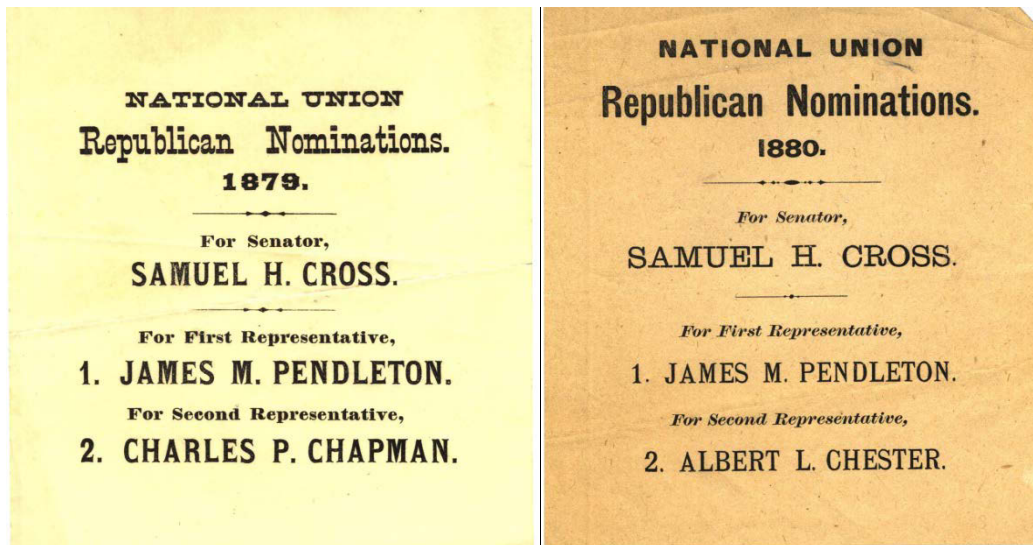 NATIONAL UNION
Republican Nominations.
1879.
For Senator,
SAMUEL H. CROSS.
For First Representative,
1. JAMES M. PENDLETON.
For Second Representative,
2. CHARLES P. CHAPMAN.
NATIONAL UNION
Republican Nominations.
1880.
For Senator,
SAMUEL H. CROSS.
For First Representative,
1. JAMES M. PENDLETON.
For Second Representative,
2. ALBERT L. CHESTER.